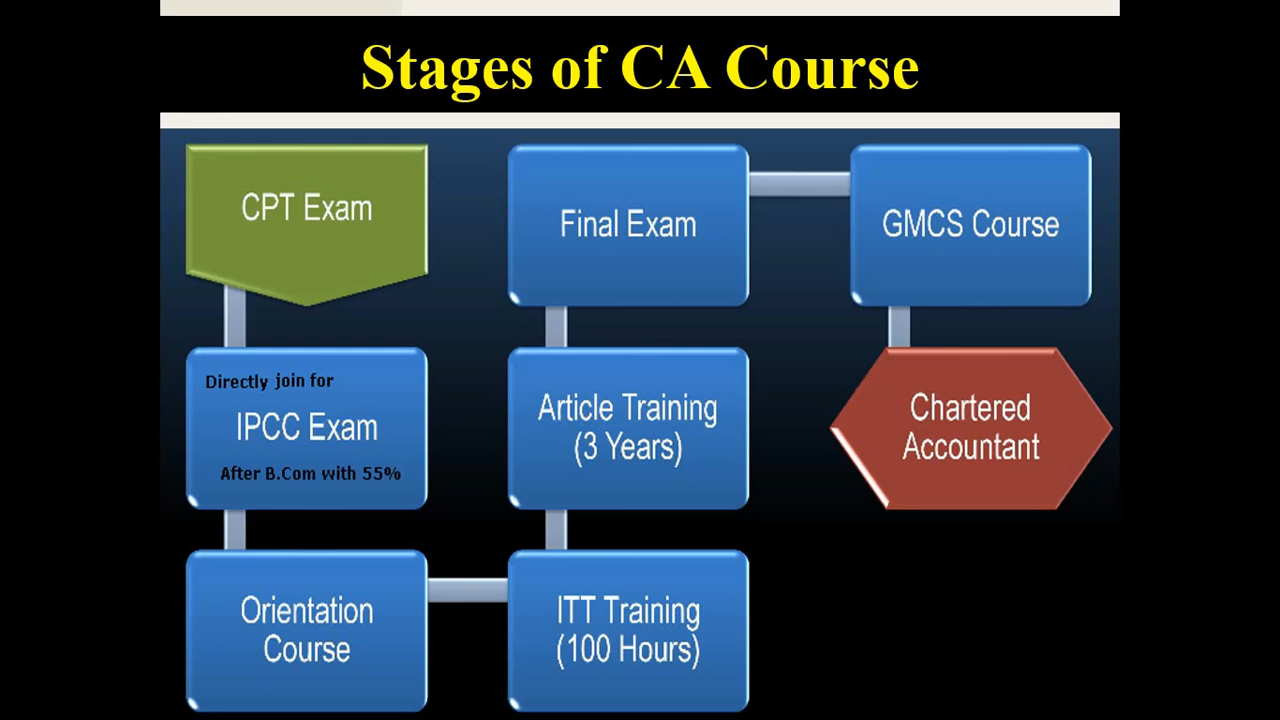 Stages of CA Course
CPT Exam
Directly join for
IPCC Exam
After B.Com with 55%
Orientation
Course
ITT Training
(100 Hours)
Article Training
(3 Years)
Final Exam
GMCS Course
Chartered
Accountant